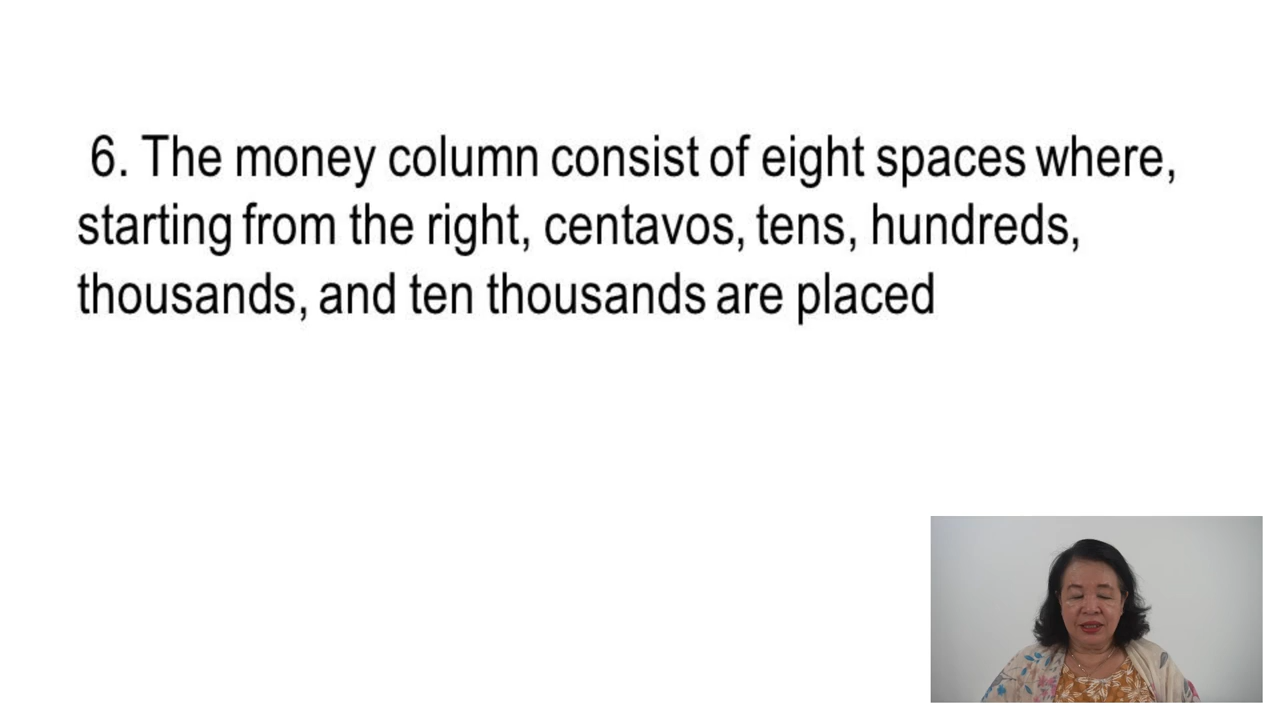 6. The money column consist of eight spaces where,
starting from the right, centavos, tens, hundreds,
thousands, and ten thousands are placed